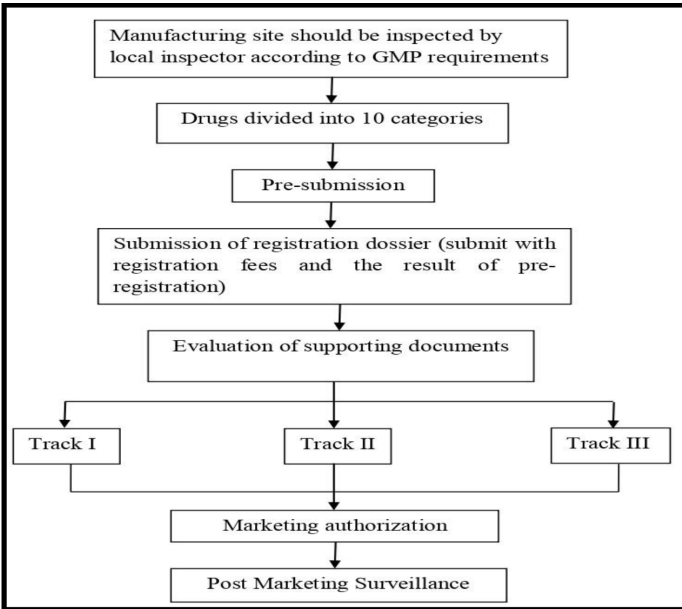 Manufacturing site should be inspected by
local inspector according to GMP requirements
Drugs divided into 10 categories
Pre-submission
Submission of registration dossier (submit with
registration fees and the result of pre-
registration)
Evaluation of supporting documents
Track I
Track II
Track III
Marketing authorization
Post Marketing Surveillance